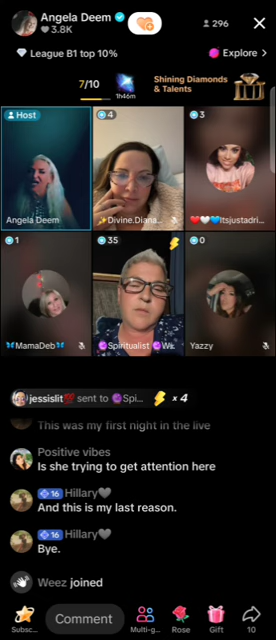 Angela Deem
3.8K
296
League B1 top 10%
Explore >
7/10
1h46m
Shining Diamonds
& Talents
Host
4
3
Angela Deem
✨Divine.Diana...
❤️🤍💙Itsjustadri...
1
35
0
🦋MamaDeb🦋
🔮Spiritualist 🔮W...
Yazzy
jessislit💯 sent to 🔮Spi...
x 4
This was my first night in the live
Positive vibes
Is she trying to get attention here
16 Hillary🖤
And this is my last reason.
16 Hillary🖤
Bye.
Weez joined
Subsc...
Comment
Multi-g...
Rose
Gift
10